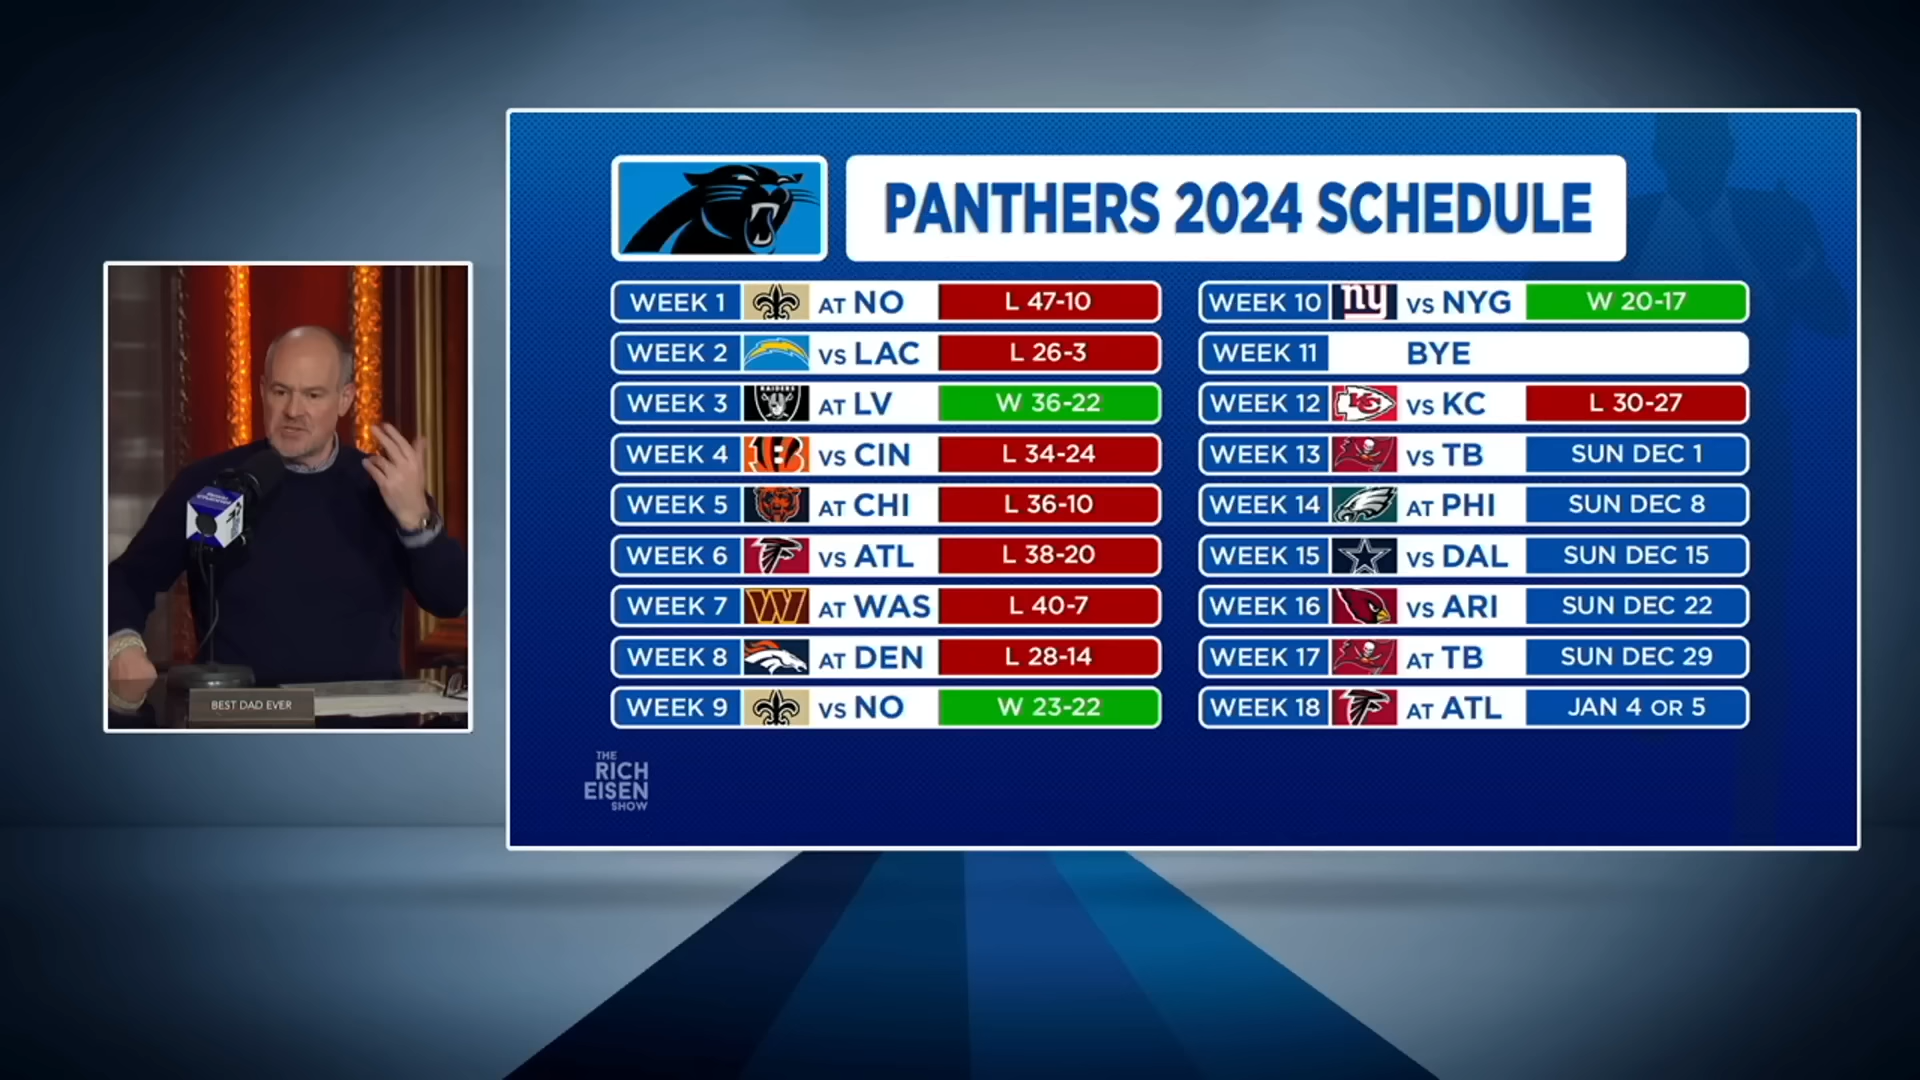 PANTHERS 2024 SCHEDULE
WEEK 1 AT NO L 47-10
WEEK 2 VS LAC L 26-3
WEEK 3 RAIDERS AT LV W 36-22
WEEK 4 VS CIN L 34-24
WEEK 5 AT CHI L 36-10
WEEK 6 VS ATL L 38-20
WEEK 7 W AT WAS L 40-7
WEEK 8 AT DEN L 28-14
WEEK 9 VS NO W 23-22
WEEK 10 ny VS NYG W 20-17
WEEK 11 BYE
WEEK 12 KC VS KC L 30-27
WEEK 13 VS TB SUN DEC 1
WEEK 14 AT PHI SUN DEC 8
WEEK 15 VS DAL SUN DEC 15
WEEK 16 VS ARI SUN DEC 22
WEEK 17 AT TB SUN DEC 29
WEEK 18 AT ATL JAN 4 OR 5
BEST DAD EVER
THE
RICH
EISEN
SHOW